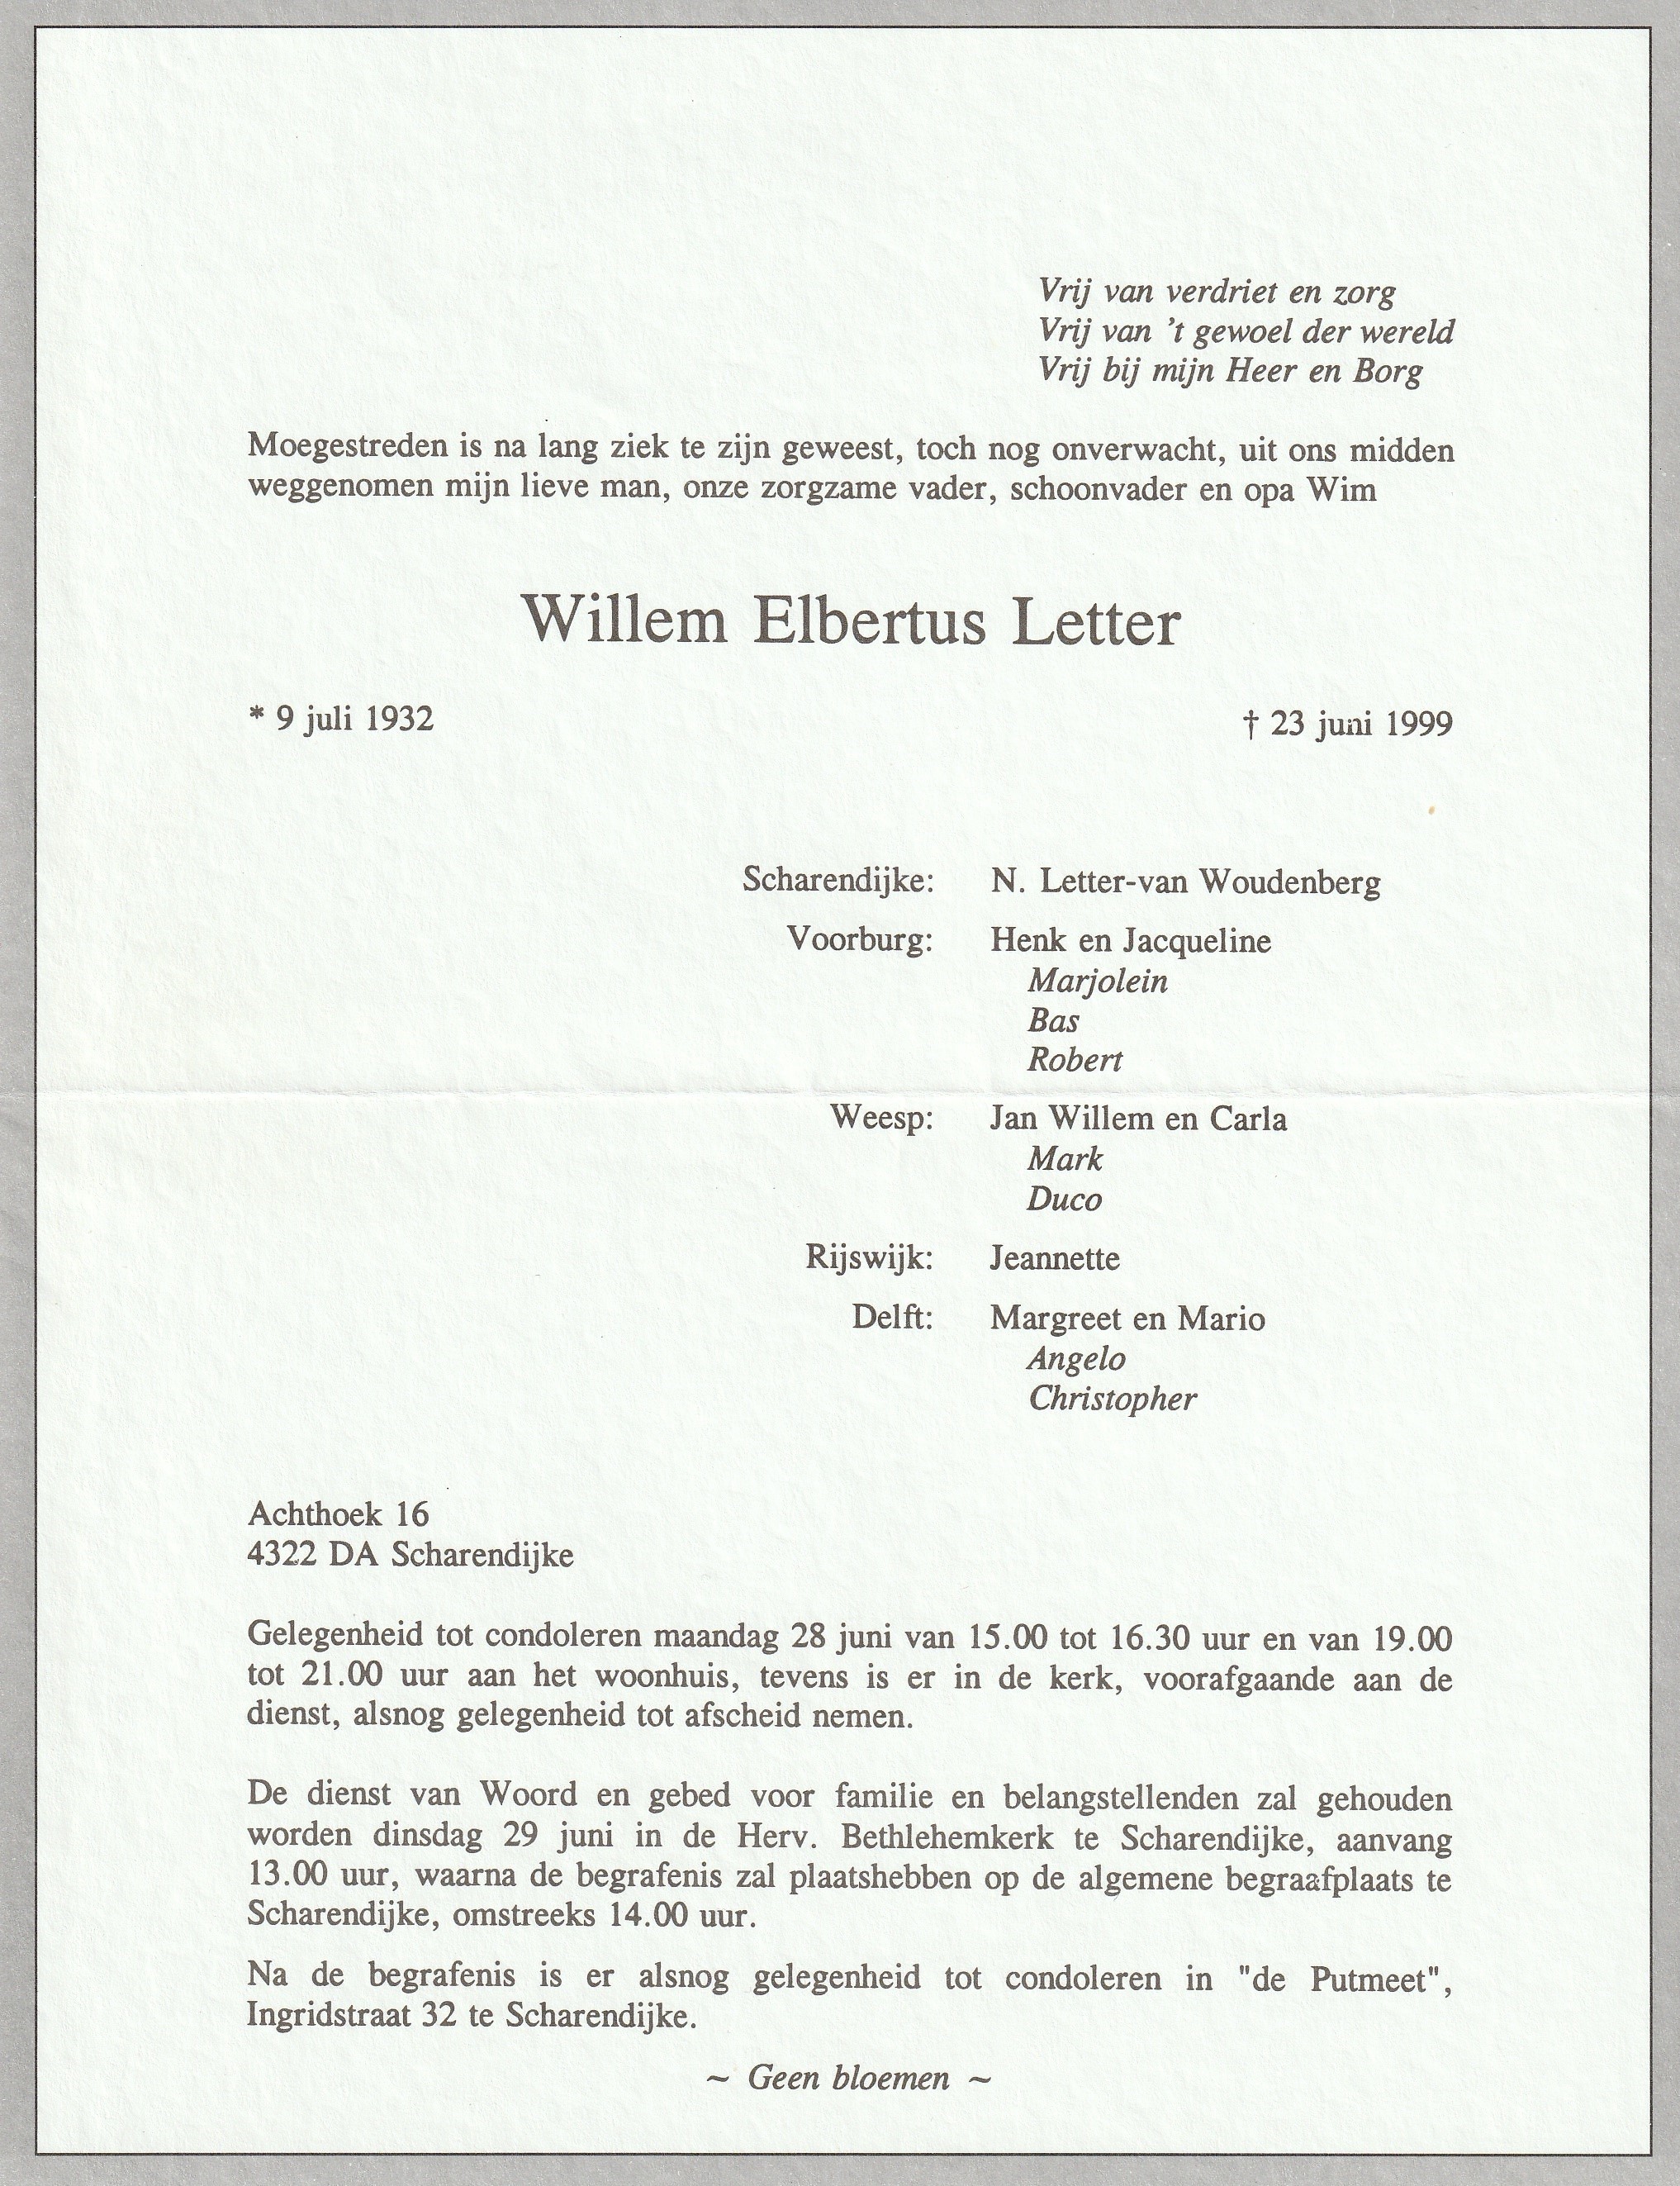 Vrij van verdriet en zorg
Vrij van 't gewoel der wereld
Vrij bij mijn Heer en Borg
Moegestreden is na lang ziek te zijn geweest, toch nog onverwacht, uit ons midden
weggenomen mijn lieve man, onze zorgzame vader, schoonvader en opa Wim
Willem Elbertus Letter
* 9 juli 1932 † 23 juni 1999
Scharendijke: N. Letter-van Woudenberg
Voorburg: Henk en Jacqueline
Marjolein
Bas
Robert
Weesp: Jan Willem en Carla
Mark
Duco
Rijswijk: Jeannette
Delft: Margreet en Mario
Angelo
Christopher
Achthoek 16
4322 DA Scharendijke
Gelegenheid tot condoleren maandag 28 juni van 15.00 tot 16.30 uur en van 19.00
tot 21.00 uur aan het woonhuis, tevens is er in de kerk, voorafgaande aan de
dienst, alsnog gelegenheid tot afscheid nemen.
De dienst van Woord en gebed voor familie en belangstellenden zal gehouden
worden dinsdag 29 juni in de Herv. Bethlehemkerk te Scharendijke, aanvang
13.00 uur, waarna de begrafenis zal plaatshebben op de algemene begraafplaats te
Scharendijke, omstreeks 14.00 uur.
Na de begrafenis is er alsnog gelegenheid tot condoleren in "de Putmeet",
Ingridstraat 32 te Scharendijke.
~ Geen bloemen ~